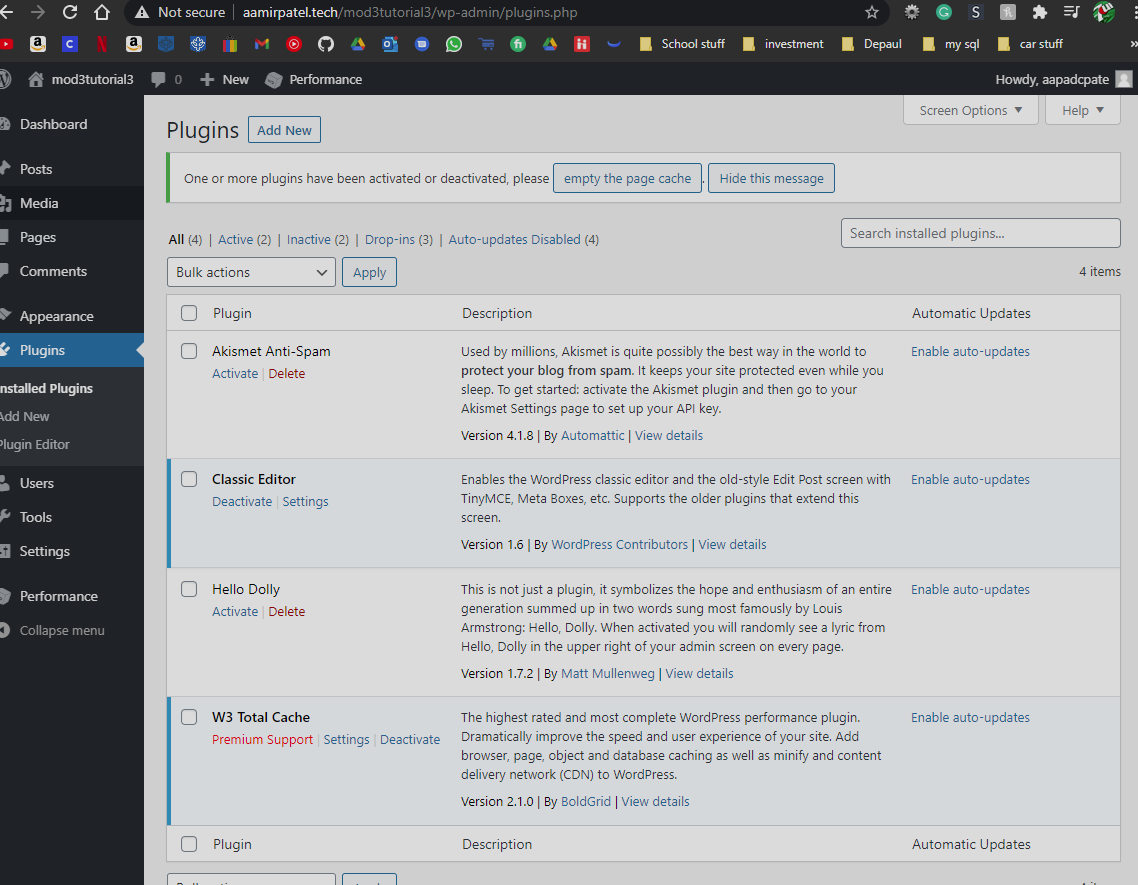 Not secure | aamirpatel.tech/mod3tutorial3/wp-admin/plugins.php
School stuff investment Depaul my sql car stuff »
mod3tutorial3 0 + New Performance Howdy, aapadcpate
Screen Options ▼ Help ▼
Dashboard
Posts
Media
Pages
Comments
Appearance
Plugins
nstalled Plugins
Add New
Plugin Editor
Users
Tools
Settings
Performance
Collapse menu
Plugins Add New
One or more plugins have been activated or deactivated, please empty the page cache. Hide this message
All (4) | Active (2) | Inactive (2) | Drop-ins (3) | Auto-updates Disabled (4)
Search installed plugins...
Bulk actions Apply
4 items
Plugin Description Automatic Updates
Akismet Anti-Spam
Activate | Delete
Used by millions, Akismet is quite possibly the best way in the world to
protect your blog from spam. It keeps your site protected even while you
sleep. To get started: activate the Akismet plugin and then go to your
Akismet Settings page to set up your API key.
Version 4.1.8 | By Automattic | View details
Enable auto-updates
Classic Editor
Deactivate | Settings
Enables the WordPress classic editor and the old-style Edit Post screen with
TinyMCE, Meta Boxes, etc. Supports the older plugins that extend this
screen.
Version 1.6 | By WordPress Contributors | View details
Enable auto-updates
Hello Dolly
Activate | Delete
This is not just a plugin, it symbolizes the hope and enthusiasm of an entire
generation summed up in two words sung most famously by Louis
Armstrong: Hello, Dolly. When activated you will randomly see a lyric from
Hello, Dolly in the upper right of your admin screen on every page.
Version 1.7.2 | By Matt Mullenweg | View details
Enable auto-updates
W3 Total Cache
Premium Support | Settings | Deactivate
The highest rated and most complete WordPress performance plugin.
Dramatically improve the speed and user experience of your site. Add
browser, page, object and database caching as well as minify and content
delivery network (CDN) to WordPress.
Version 2.1.0 | By BoldGrid | View details
Enable auto-updates
Plugin Description Automatic Updates